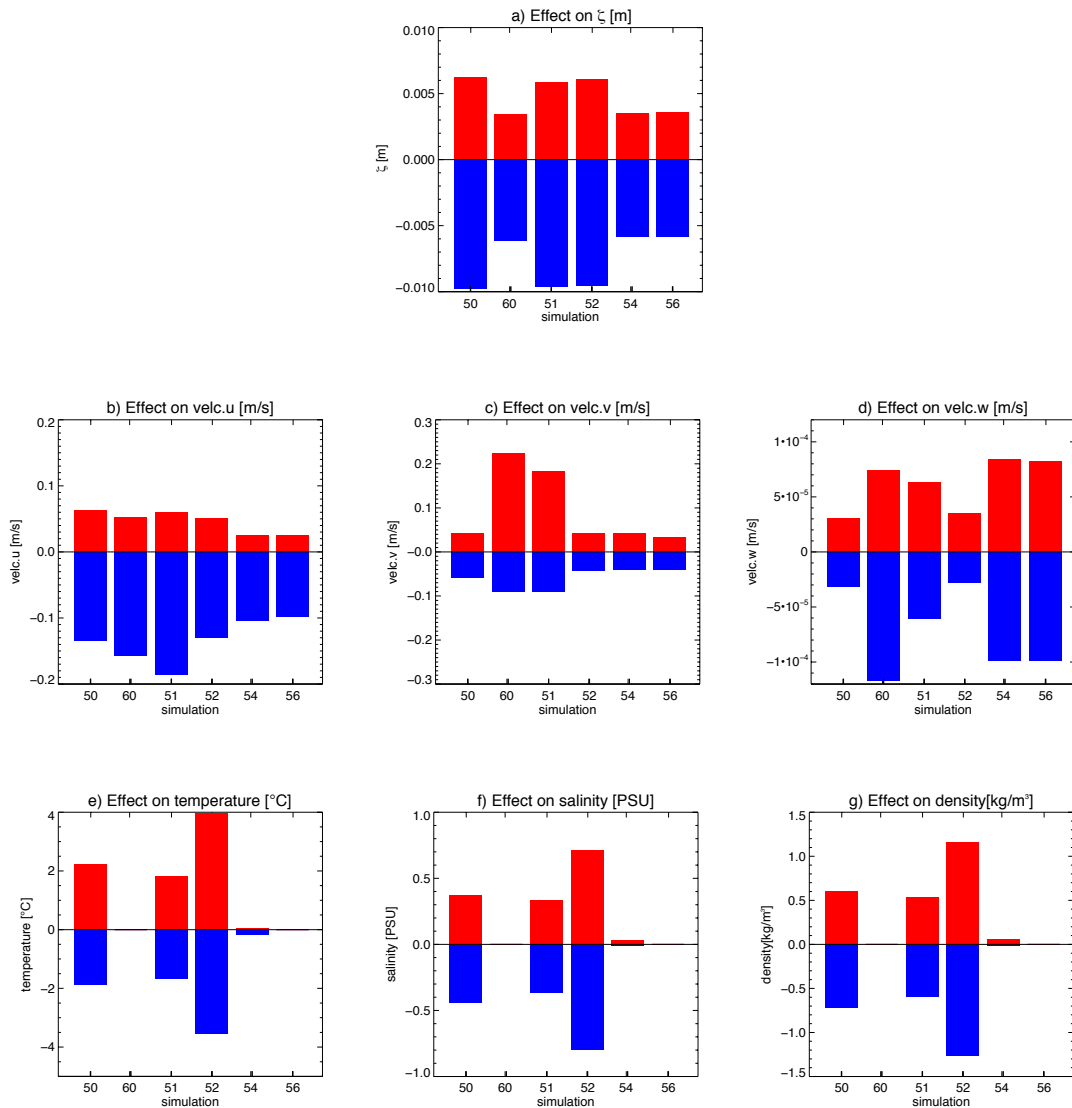 a) Effect on ζ [m]
0.010
0.005
0.000
−0.005
−0.010
ζ [m]
50 60 51 52 54 56
simulation
b) Effect on velc.u [m/s]
0.2
0.1
0.0
−0.1
−0.2
velc.u [m/s]
50 60 51 52 54 56
simulation
c) Effect on velc.v [m/s]
0.3
0.2
0.1
−0.0
−0.1
−0.2
−0.3
velc.v [m/s]
50 60 51 52 54 56
simulation
d) Effect on velc.w [m/s]
1•10⁻⁴
5•10⁻⁵
0
−5•10⁻⁵
−1•10⁻⁴
velc.w [m/s]
50 60 51 52 54 56
simulation
e) Effect on temperature [°C]
4
2
0
−2
−4
temperature [°C]
50 60 51 52 54 56
simulation
f) Effect on salinity [PSU]
1.0
0.5
0.0
−0.5
−1.0
salinity [PSU]
50 60 51 52 54 56
simulation
g) Effect on density[kg/m³]
1.5
1.0
0.5
0.0
−0.5
−1.0
−1.5
density[kg/m³]
50 60 51 52 54 56
simulation